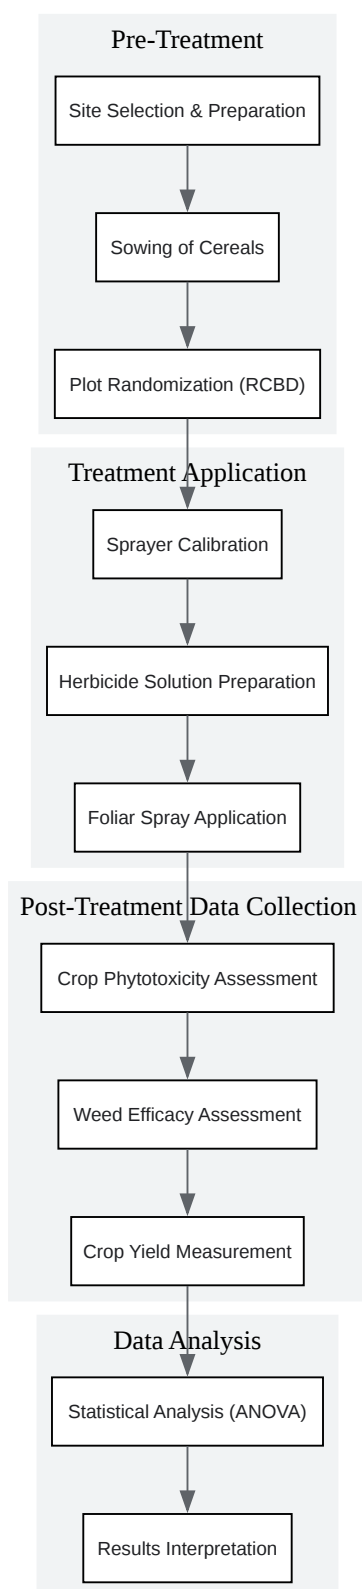 Pre-Treatment
Site Selection & Preparation
Sowing of Cereals
Plot Randomization (RCBD)
Treatment Application
Sprayer Calibration
Herbicide Solution Preparation
Foliar Spray Application
Post-Treatment Data Collection
Crop Phytotoxicity Assessment
Weed Efficacy Assessment
Crop Yield Measurement
Data Analysis
Statistical Analysis (ANOVA)
Results Interpretation